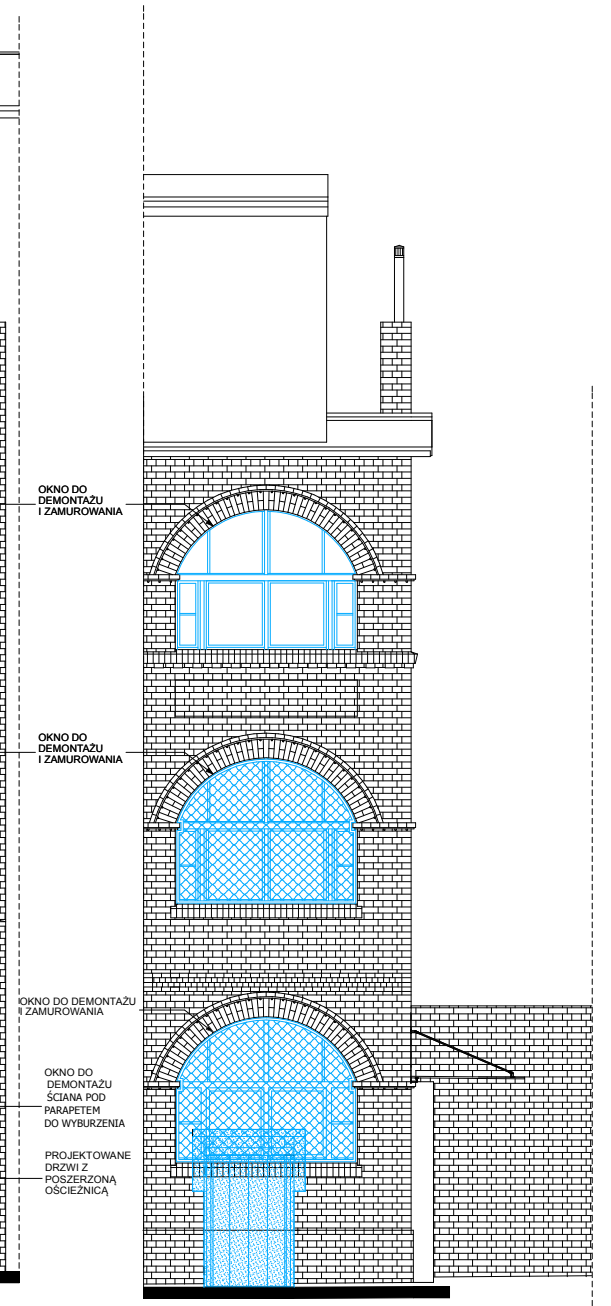 OKNO DO
DEMONTAŻU
I ZAMUROWANIA
OKNO DO
DEMONTAŻU
I ZAMUROWANIA
OKNO DO DEMONTAŻU
I ZAMUROWANIA
OKNO DO
DEMONTAŻU
ŚCIANA POD
PARAPETEM
DO WYBURZENIA
PROJEKTOWANE
DRZWI Z
POSZERZONĄ
OŚCIEŻNICĄ